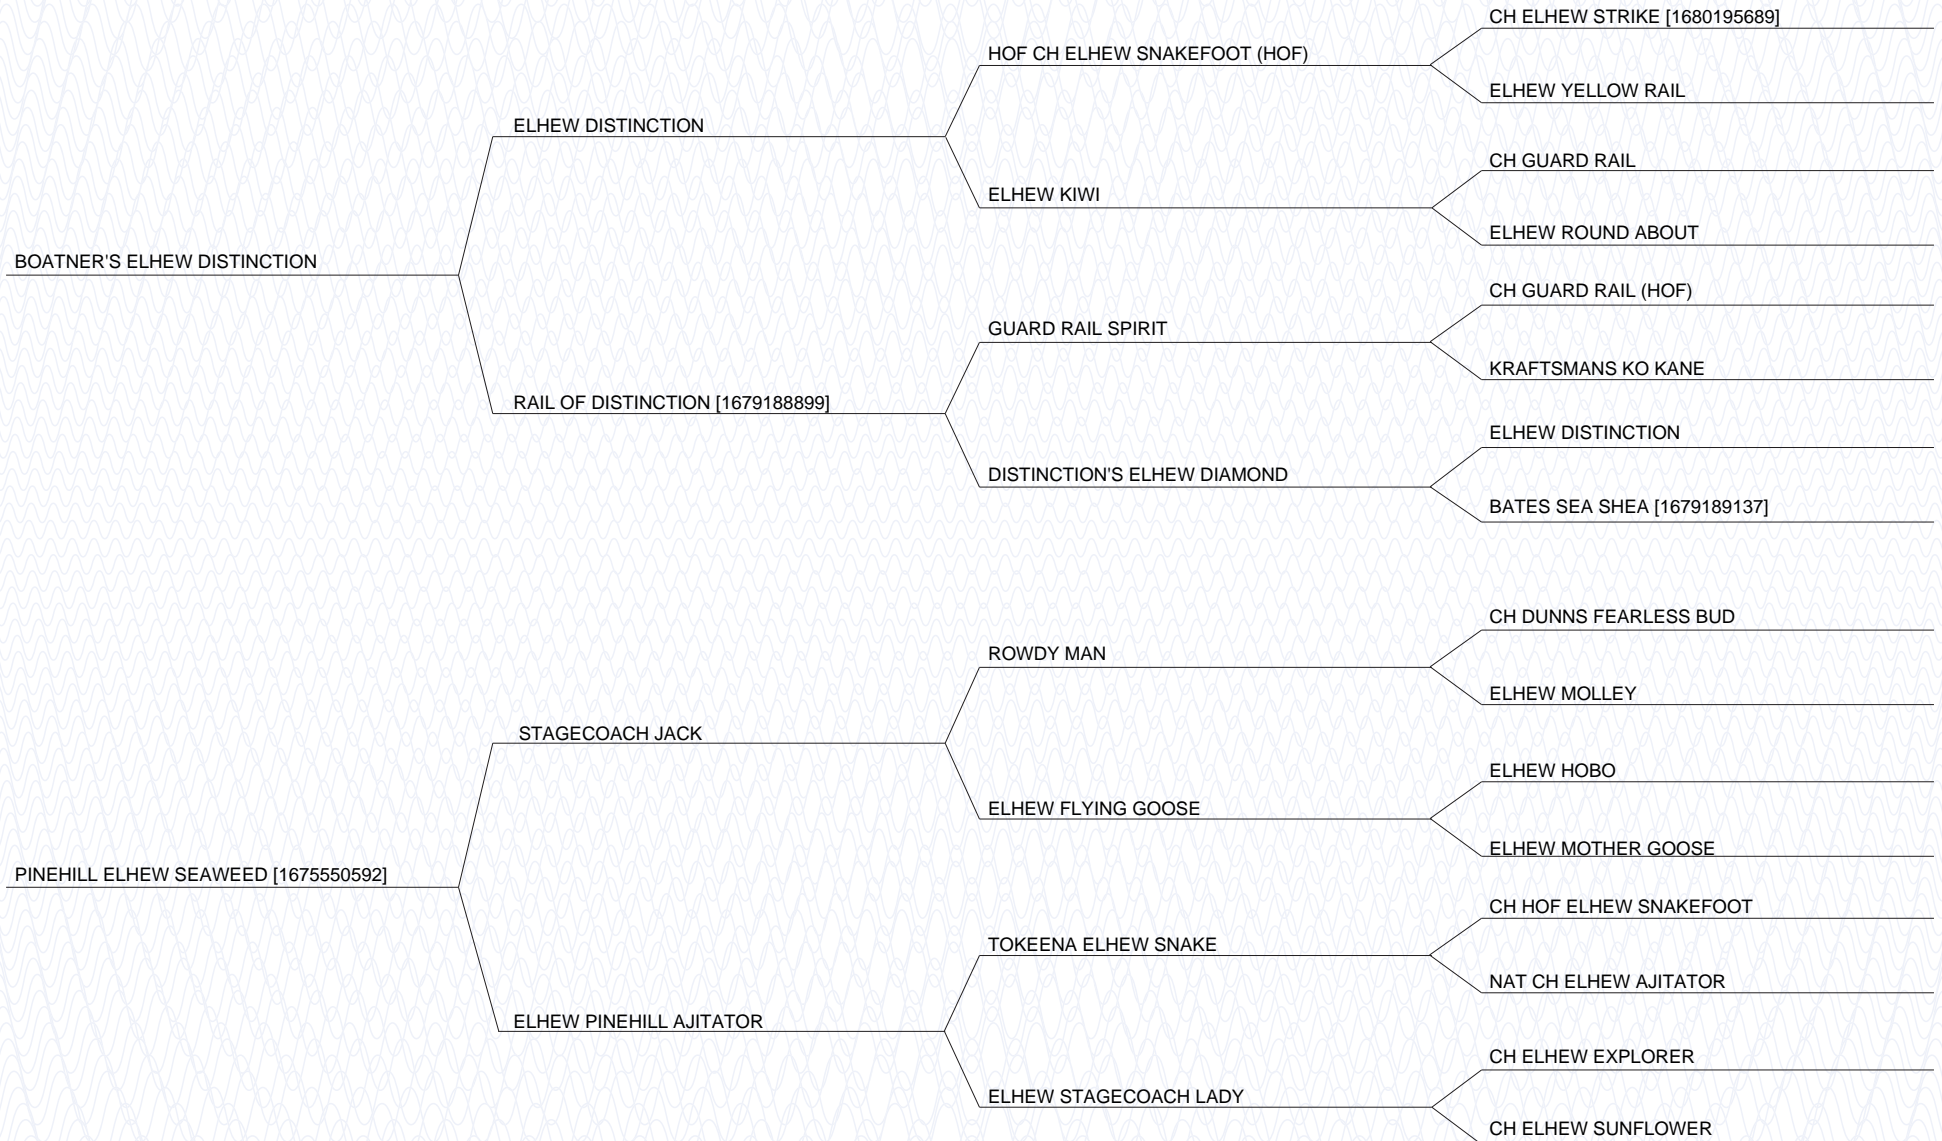 CH ELHEW STRIKE [1680195689]
HOF CH ELHEW SNAKEFOOT (HOF)
ELHEW YELLOW RAIL
ELHEW DISTINCTION
CH GUARD RAIL
ELHEW KIWI
ELHEW ROUND ABOUT
BOATNER'S ELHEW DISTINCTION
CH GUARD RAIL (HOF)
GUARD RAIL SPIRIT
KRAFTSMANS KO KANE
RAIL OF DISTINCTION [1679188899]
ELHEW DISTINCTION
DISTINCTION'S ELHEW DIAMOND
BATES SEA SHEA [1679189137]
CH DUNNS FEARLESS BUD
ROWDY MAN
ELHEW MOLLEY
STAGECOACH JACK
ELHEW HOBO
ELHEW FLYING GOOSE
ELHEW MOTHER GOOSE
PINEHILL ELHEW SEAWEED [1675550592]
CH HOF ELHEW SNAKEFOOT
TOKEENA ELHEW SNAKE
NAT CH ELHEW AJITATOR
ELHEW PINEHILL AJITATOR
CH ELHEW EXPLORER
ELHEW STAGECOACH LADY
CH ELHEW SUNFLOWER